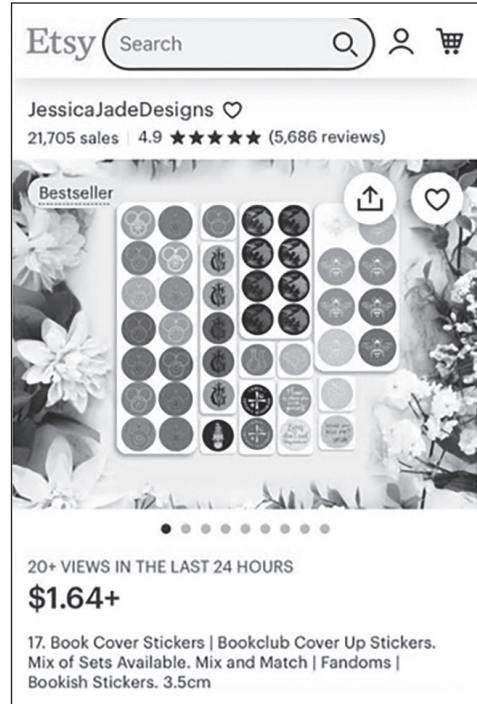 Etsy
Search
JessicaJadeDesigns
21,705 sales | 4.9 ★★★★★ (5,686 reviews)
Bestseller
20+ VIEWS IN THE LAST 24 HOURS
$1.64+
17. Book Cover Stickers | Bookclub Cover Up Stickers.
Mix of Sets Available. Mix and Match | Fandoms |
Bookish Stickers. 3.5cm